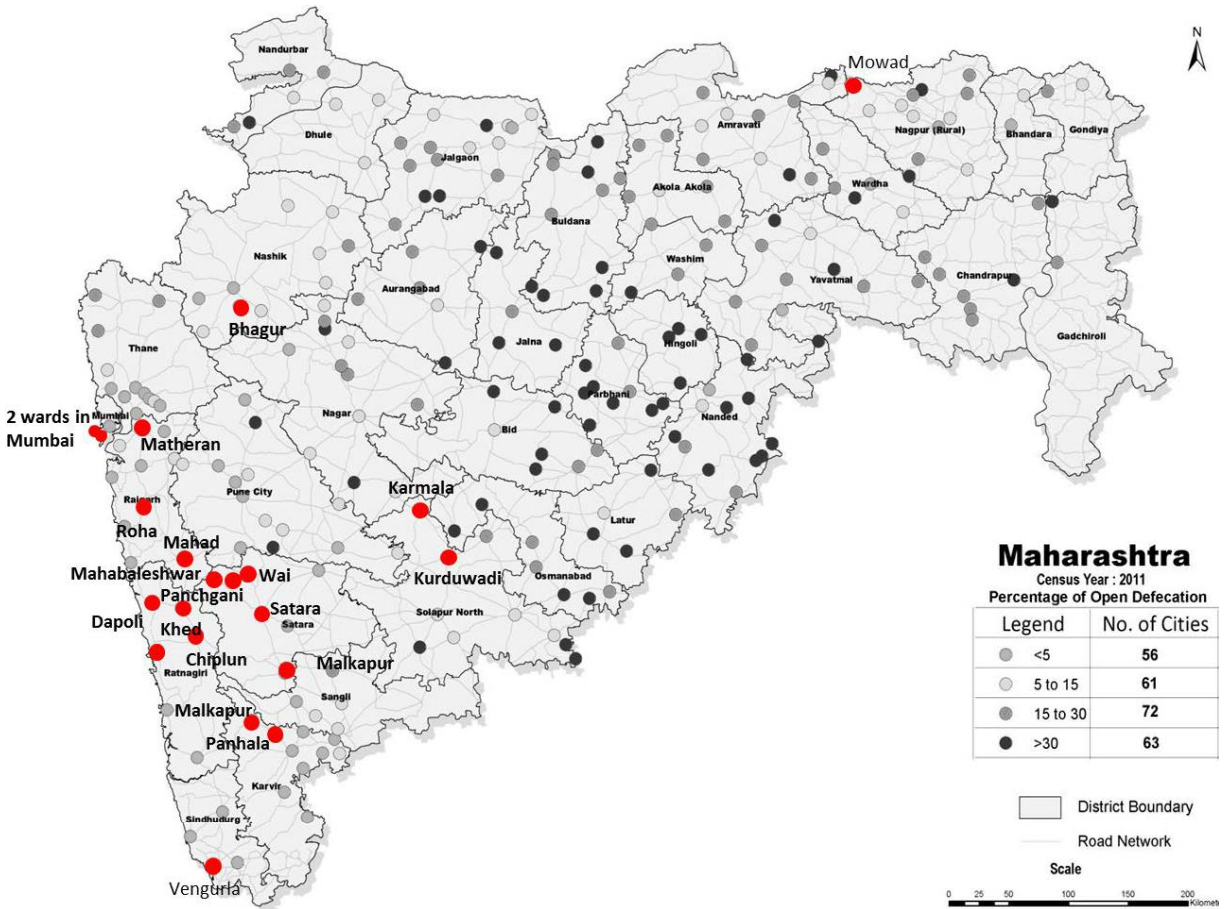 Nandurbar
N
Mowad
Dhule
Jalgaon
Amravati
Nagpur (Rural)
Bhandara
Gondiya
Akola_Akola
Wardha
Buldana
Nashik
Washim
Aurangabad
Yavatmal
Chandrapur
Bhagur
Thane
Jalna
Hingoli
Gadchiroli
Nagar
Parbhani
Nanded
2 wards in
Mumbai
Mumbai
Bid
Matheran
Pune City
Karmala
Raigarh
Latur
Roha
Mahad
Mahabaleshwar
Wai
Panchgani
Kurduwadi
Osmanabad
Dapoli
Khed
Satara
Satara
Solapur North
Chiplun
Malkapur
Ratnagiri
Sangli
Malkapur
Panhala
Karvir
Sindhudurg
Vengurla
Maharashtra
Census Year : 2011
Percentage of Open Defecation
Legend No. of Cities
<5 56
5 to 15 61
15 to 30 72
>30 63
District Boundary
Road Network
Scale
0 25 50 100 150 200
Kilomete